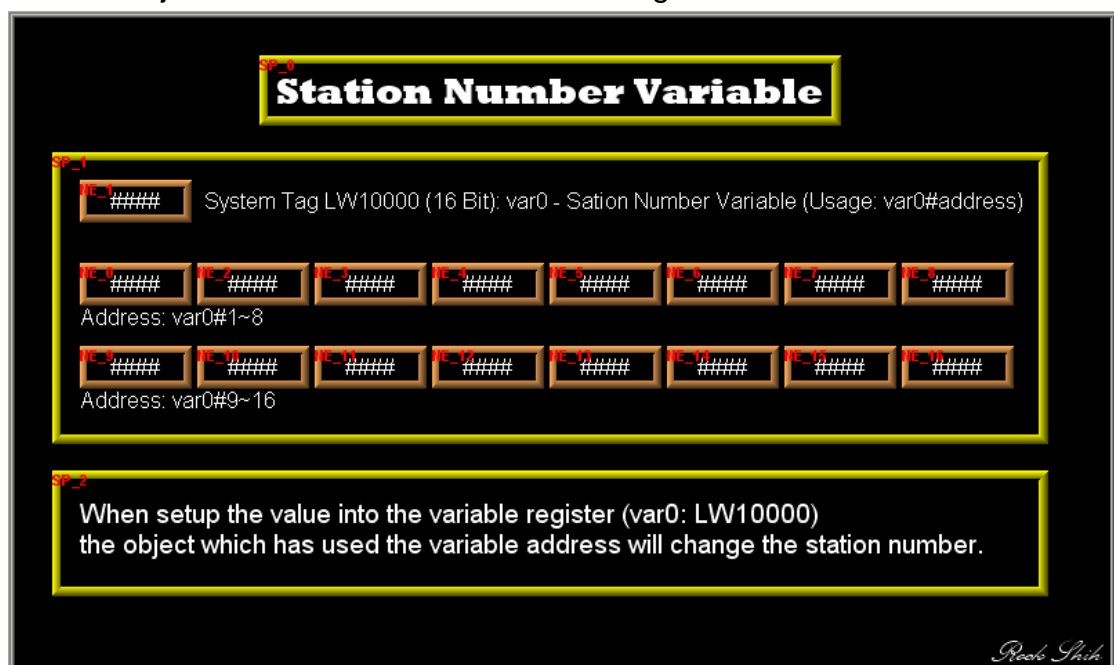 SP_0
Station Number Variable
SP_1
NE_1 #### System Tag LW10000 (16 Bit): var0 - Sation Number Variable (Usage: var0#address)
NE_0 #### NE_2 #### NE_3 #### NE_4 #### NE_5 #### NE_6 #### NE_7 #### NE_8 ####
Address: var0#1~8
NE_9 #### NE_10 #### NE_11 #### NE_12 #### NE_13 #### NE_14 #### NE_15 #### NE_16 ####
Address: var0#9~16
SP_2
When setup the value into the variable register (var0: LW10000)
the object which has used the variable address will change the station number.
Rock Shih